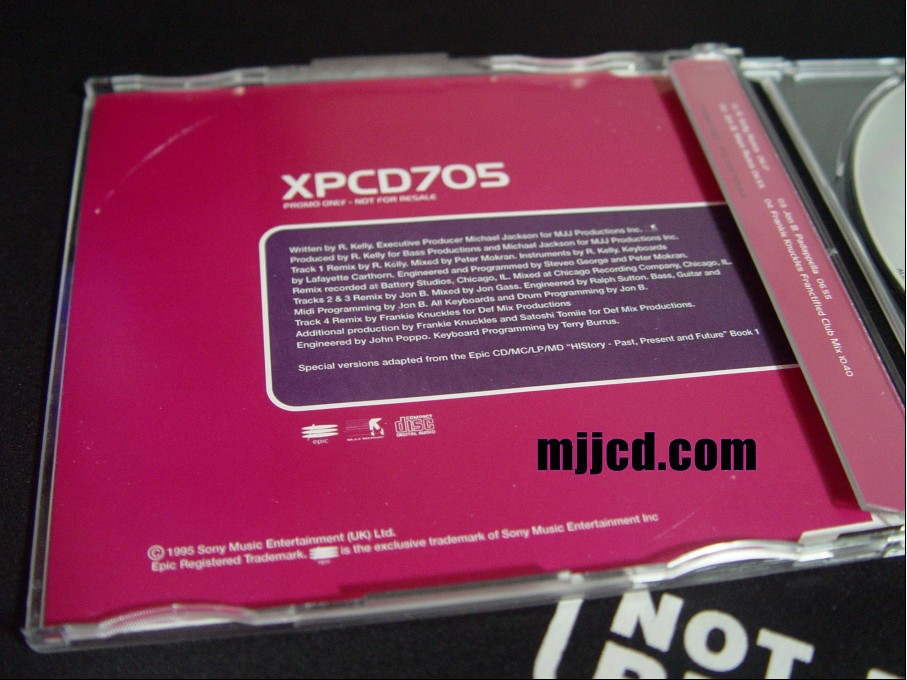 XPCD705
PROMO ONLY - NOT FOR RESALE
Written by R. Kelly. Executive Producer Michael Jackson for MJJ Productions Inc.
Produced by R. Kelly for Bass Productions and Michael Jackson for MJJ Productions Inc.
Track 1 Remix by R. Kelly. Mixed by Peter Mokran. Instruments by R. Kelly. Keyboards
by Lafayette Carthorn. Engineered and Programmed by Steveo George and Peter Mokran.
Remix recorded at Battery Studios, Chicago, IL. Mixed at Chicago Recording Company, Chicago, IL.
Tracks 2 & 3 Remix by Jon B. Mixed by Jon Gass. Engineered by Ralph Sutton. Bass, Guitar and
Midi Programming by Jon B. All Keyboards and Drum Programming by Jon B.
Track 4 Remix by Frankie Knuckles for Def Mix Productions
Additional production by Frankie Knuckles and Satoshi Tomiie for Def Mix Productions.
Engineered by John Poppo. Keyboard Programming by Terry Burrus.
Special versions adapted from the Epic CD/MC/LP/MD "HIStory - Past, Present and Future" Book 1
epic
COMPACT
disc
DIGITAL AUDIO
mjjcd.com
© 1995 Sony Music Entertainment (UK) Ltd.
Epic Registered Trademark. epic is the exclusive trademark of Sony Music Entertainment Inc
03 Jon B Padappella 06.55
04 Frankie Knuckles Franctified Club Mix 10.40
NOT